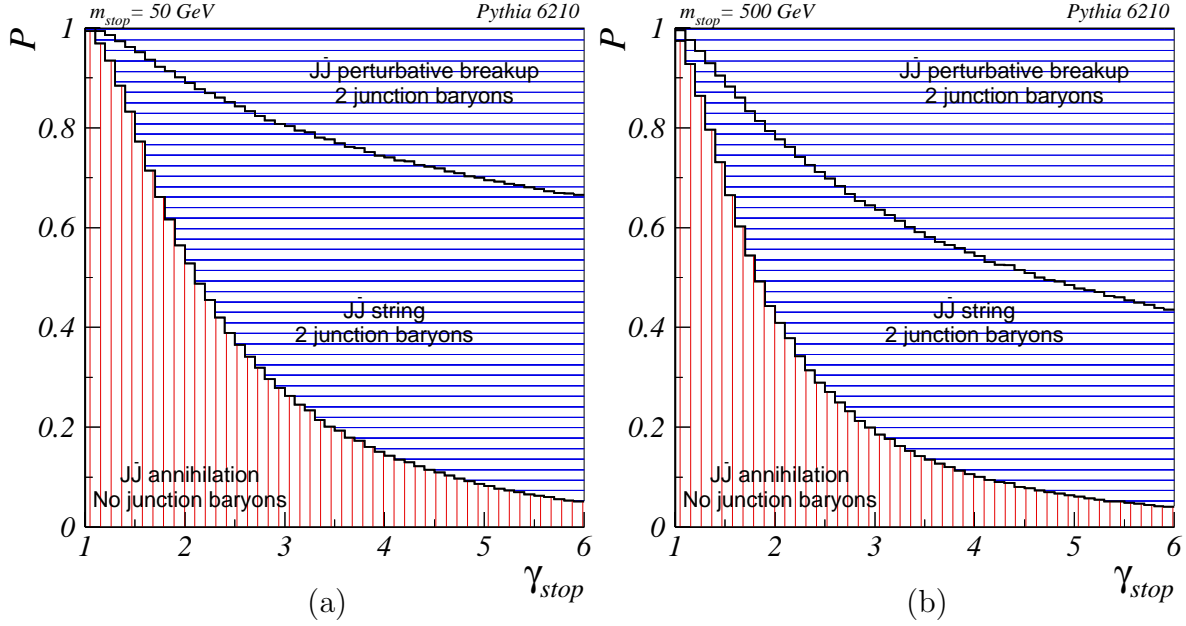 m_stop = 50 GeV Pythia 6210
P
1
0.8
0.6
0.4
0.2
0
JJ̄ perturbative breakup
2 junction baryons
JJ̄ string
2 junction baryons
JJ̄ annihilation
No junction baryons
1 2 3 4 5 6
γ_stop
(a)
m_stop = 500 GeV Pythia 6210
P
1
0.8
0.6
0.4
0.2
0
JJ̄ perturbative breakup
2 junction baryons
JJ̄ string
2 junction baryons
JJ̄ annihilation
No junction baryons
1 2 3 4 5 6
γ_stop
(b)